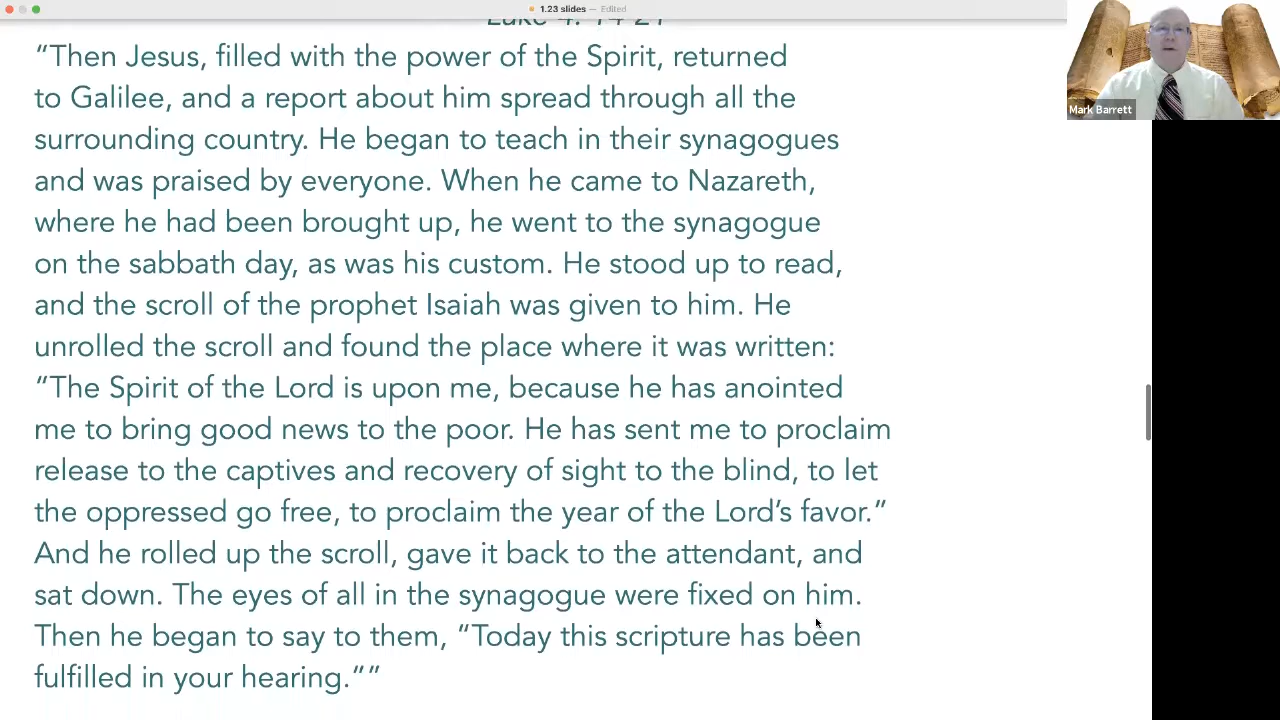 1.23 slides — Edited
Luke 4: 14-21
“Then Jesus, filled with the power of the Spirit, returned
to Galilee, and a report about him spread through all the
surrounding country. He began to teach in their synagogues
and was praised by everyone. When he came to Nazareth,
where he had been brought up, he went to the synagogue
on the sabbath day, as was his custom. He stood up to read,
and the scroll of the prophet Isaiah was given to him. He
unrolled the scroll and found the place where it was written:
“The Spirit of the Lord is upon me, because he has anointed
me to bring good news to the poor. He has sent me to proclaim
release to the captives and recovery of sight to the blind, to let
the oppressed go free, to proclaim the year of the Lord’s favor.”
And he rolled up the scroll, gave it back to the attendant, and
sat down. The eyes of all in the synagogue were fixed on him.
Then he began to say to them, “Today this scripture has been
fulfilled in your hearing.””
Mark Barrett